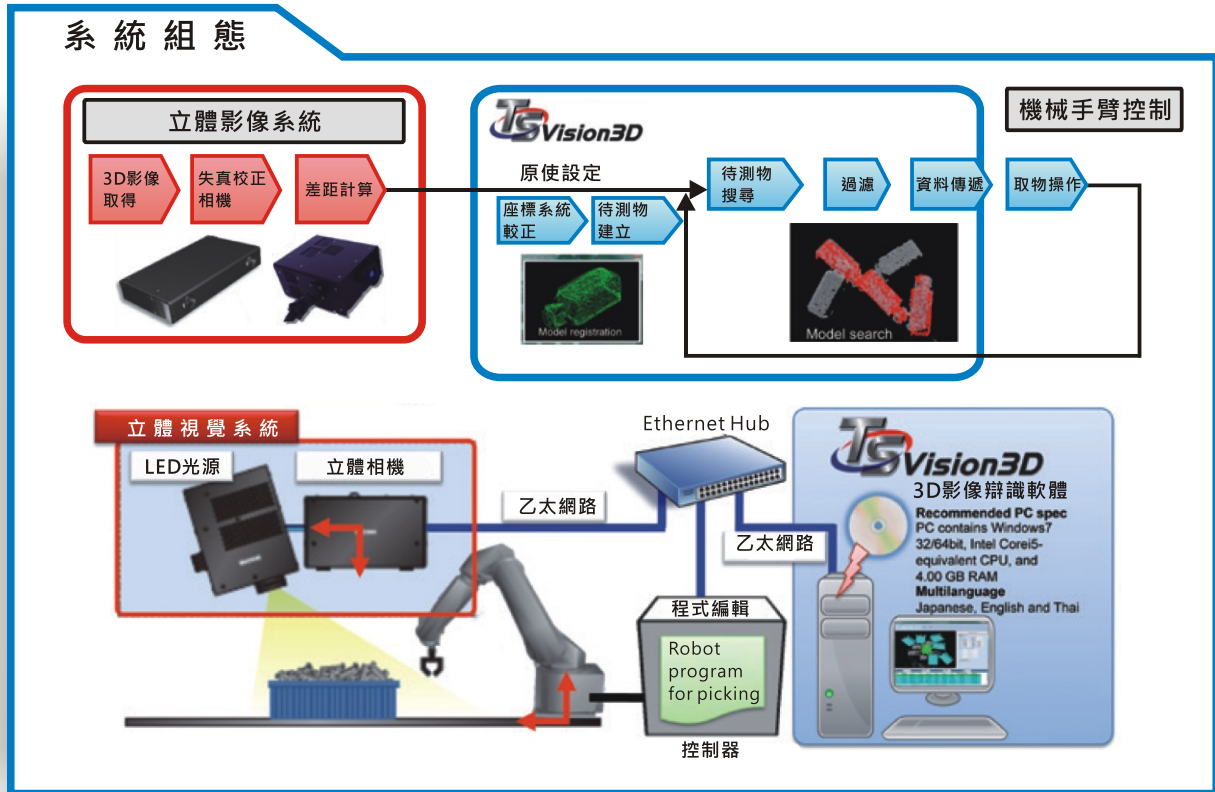 系統組態
立體影像系統
3D影像
取得
失真校正
相機
差距計算
TSVision3D
機械手臂控制
原使設定
座標系統
較正
待測物
建立
待測物
搜尋
過濾
資料傳遞
取物操作
Model registration
Model search
立體視覺系統
LED光源
立體相機
乙太網路
Ethernet Hub
乙太網路
程式編輯
Robot
program
for picking
控制器
TSVision3D
3D影像辯識軟體
Recommended PC spec
PC contains Windows7
32/64bit, Intel Corei5-
equivalent CPU, and
4.00 GB RAM
Multilanguage
Japanese, English and Thai